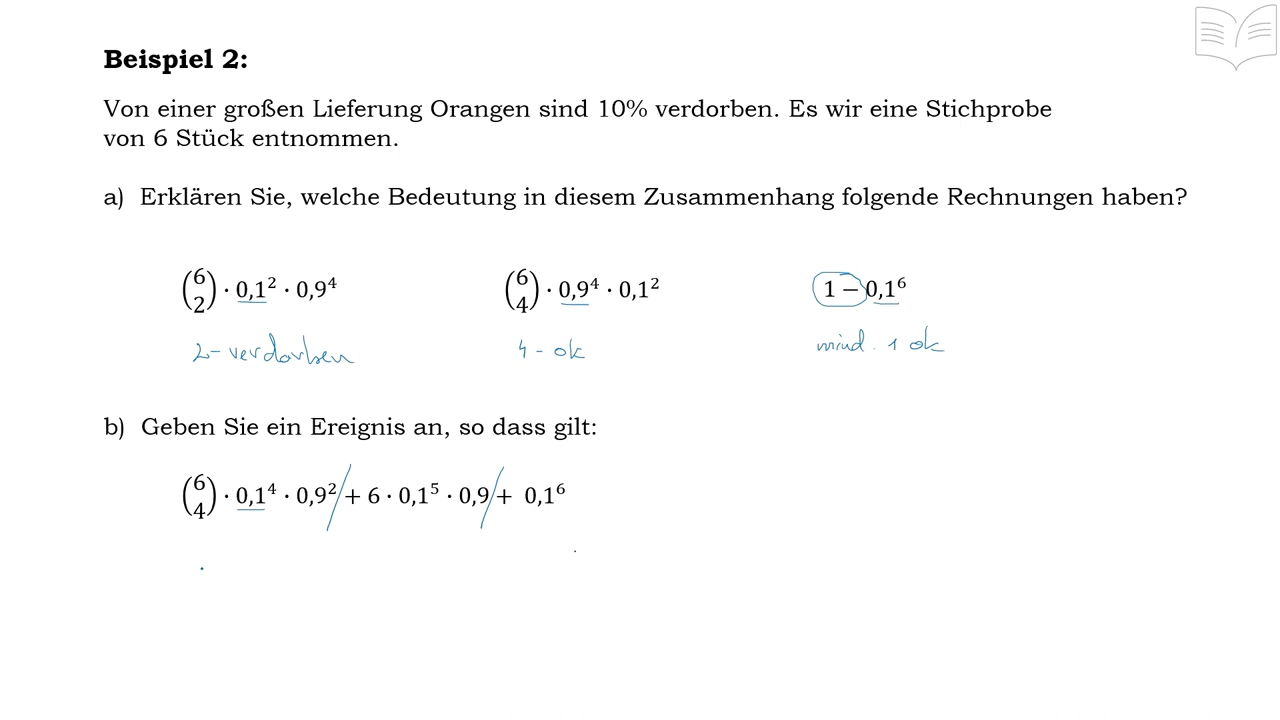 Beispiel 2:
Von einer großen Lieferung Orangen sind 10% verdorben. Es wir eine Stichprobe
von 6 Stück entnommen.
a) Erklären Sie, welche Bedeutung in diesem Zusammenhang folgende Rechnungen haben?
(6 2) · 0,1² · 0,9⁴ (6 4) · 0,9⁴ · 0,1² 1 − 0,1⁶
2 - verdorben 4 - ok mind. 1 ok
b) Geben Sie ein Ereignis an, so dass gilt:
(6 4) · 0,1⁴ · 0,9² + 6 · 0,1⁵ · 0,9 + 0,1⁶